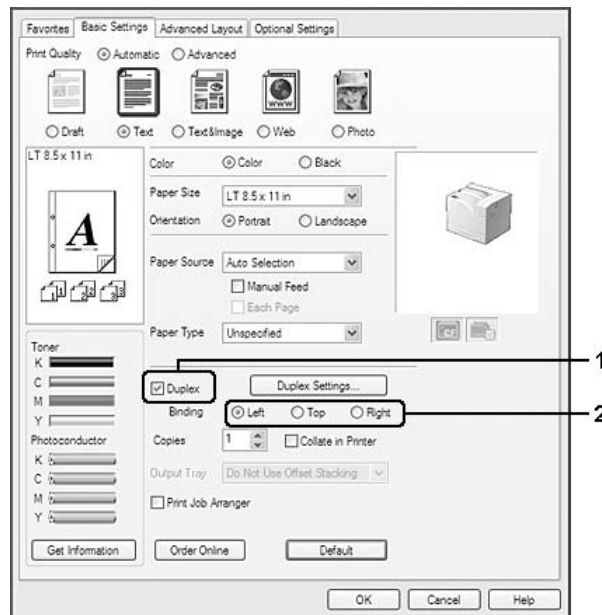 Favorites Basic Settings Advanced Layout Optional Settings
Print Quality Automatic Advanced
WWW
Draft Text Text&Image Web Photo
LT 8.5 x 11 in
A
Color Color Black
Paper Size LT 8.5 x 11 in
Orientation Portrait Landscape
Paper Source Auto Selection
Manual Feed
Each Page
Paper Type Unspecified
Toner
K
C
M
Y
Duplex Duplex Settings... 1
Binding Left Top Right 2
Photoconductor
K
C
M
Y
Copies 1 Collate in Printer
Output Tray Do Not Use Offset Stacking
Print Job Arranger
Get Information Order Online Default
OK Cancel Help